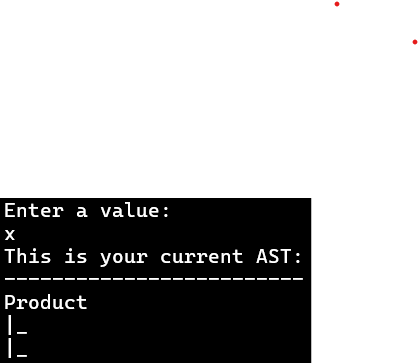 Enter a value:
x
This is your current AST:
-------------------------
Product
|_
|_